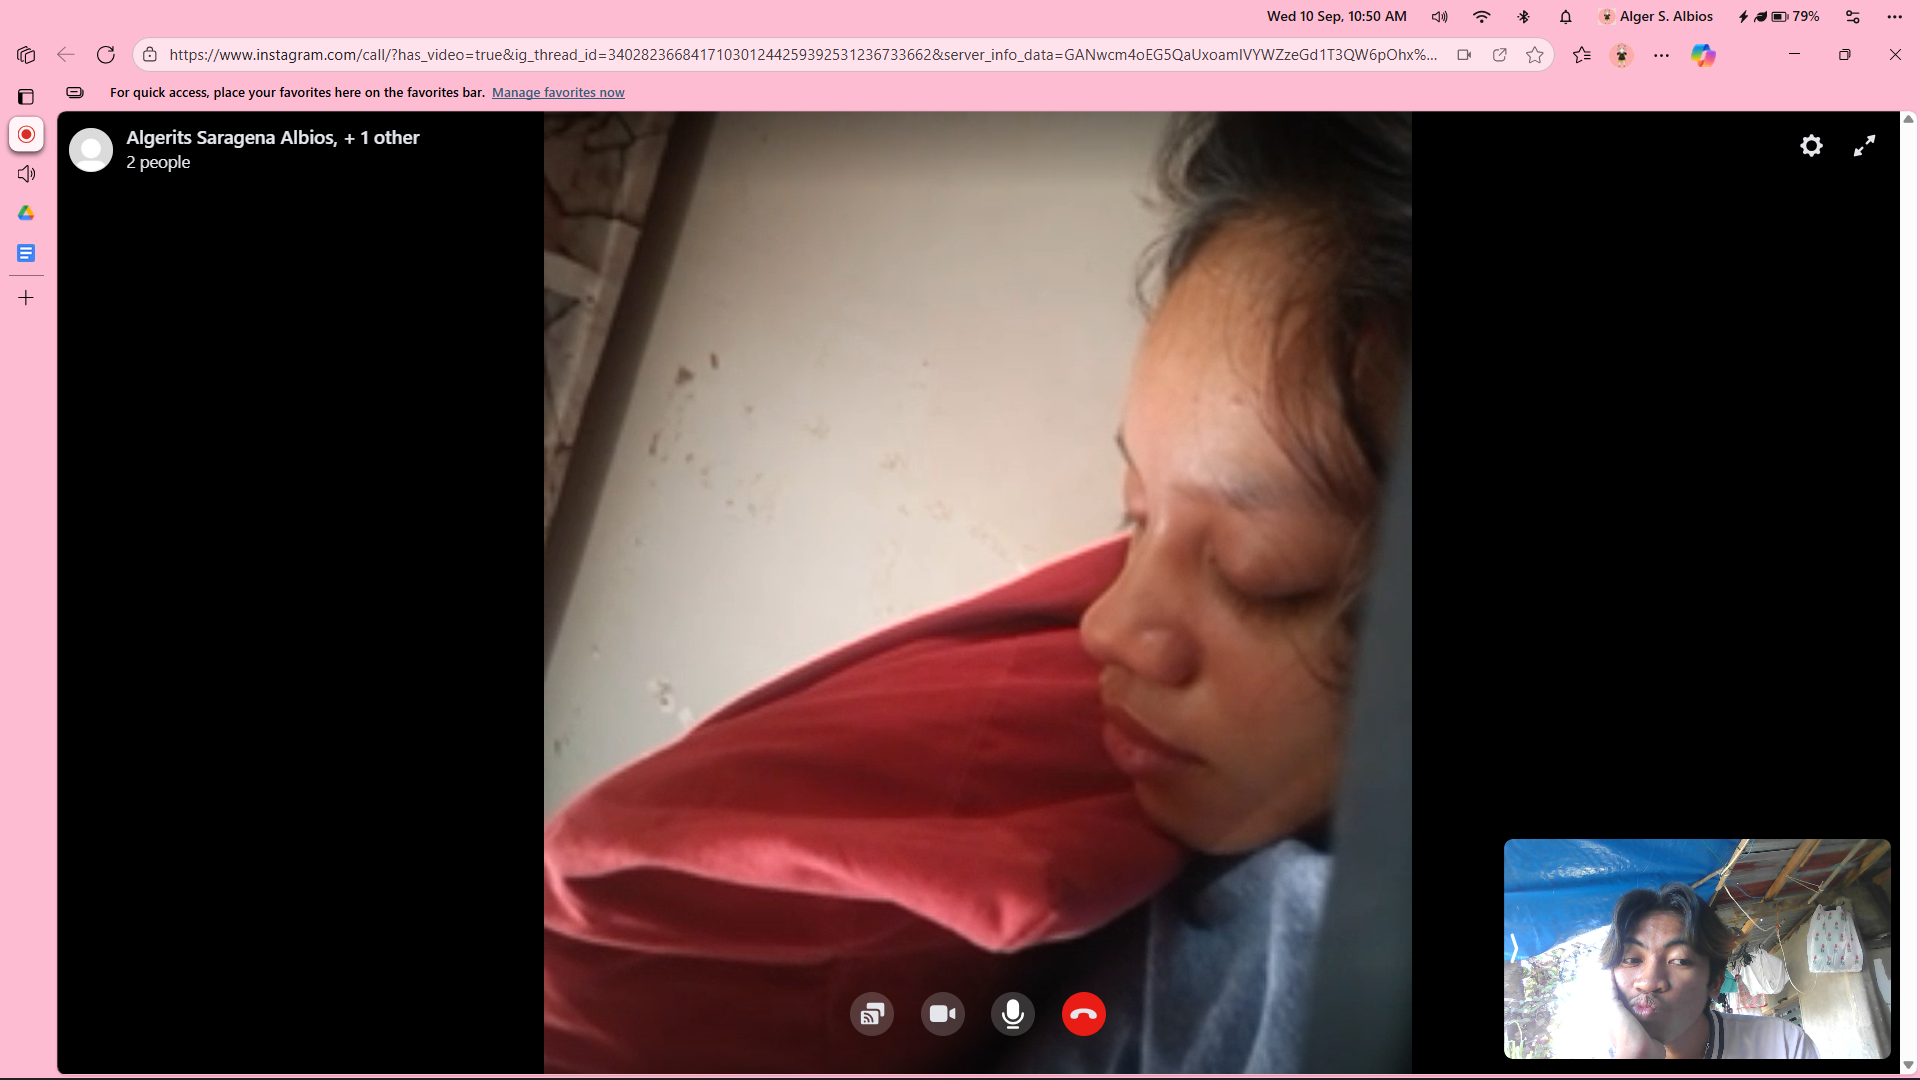 Wed 10 Sep, 10:50 AM
Alger S. Albios
79%
https://www.instagram.com/call/?has_video=true&ig_thread_id=340282366841710301244259392531236733662&server_info_data=GANwcm4oEG5QaUxoamlVYWZzeGd1T3QW6pOhx%...
For quick access, place your favorites here on the favorites bar. Manage favorites now
Algerits Saragena Albios, + 1 other
2 people